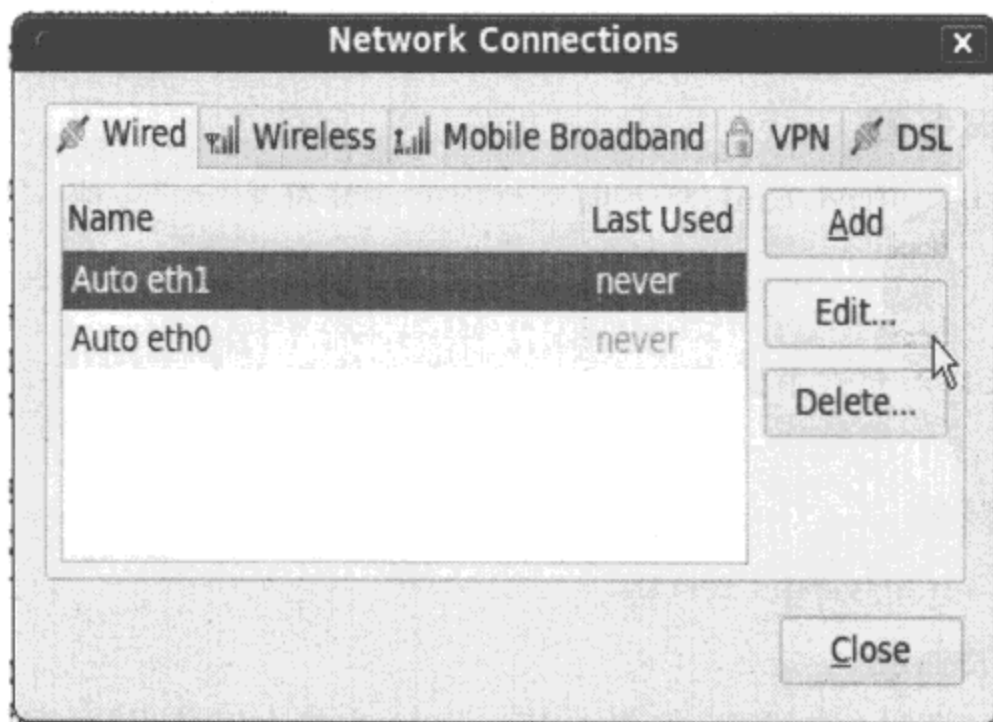 Network Connections
Wired Wireless Mobile Broadband VPN DSL
Name Last Used
Auto eth1 never
Auto eth0 never
Add
Edit...
Delete...
Close